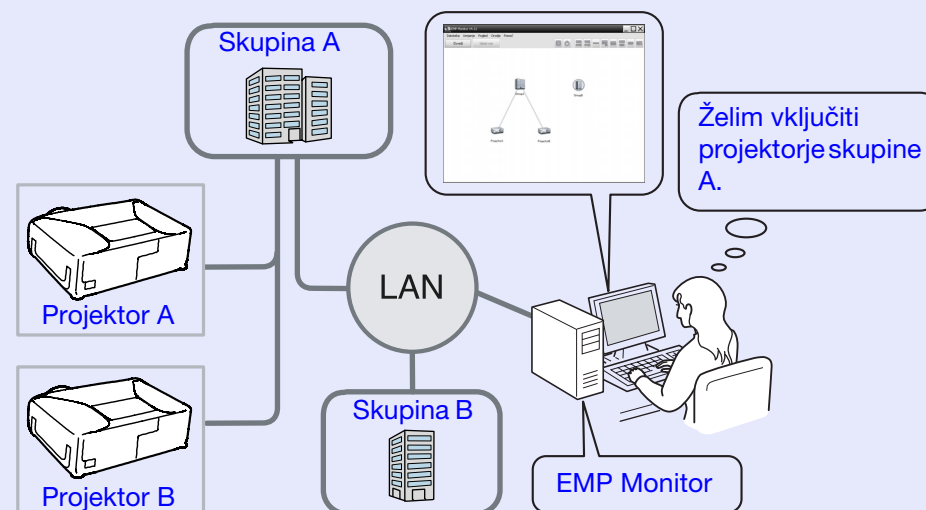 Skupina A
Želim vključiti
projektorje skupine
A.
Projektor A
LAN
Skupina B
Projektor B
EMP Monitor